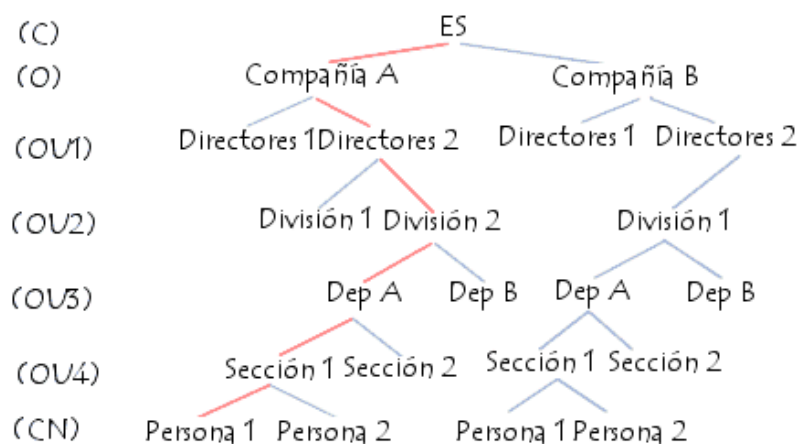 (C) ES
(O) Compañía A Compañía B
(OU1) Directores 1 Directores 2 Directores 1 Directores 2
(OU2) División 1 División 2 División 1
(OU3) Dep A Dep B Dep A Dep B
(OU4) Sección 1 Sección 2 Sección 1 Sección 2
(CN) Persona 1 Persona 2 Persona 1 Persona 2